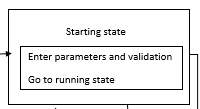 Starting state
Enter parameters and validation
Go to running state